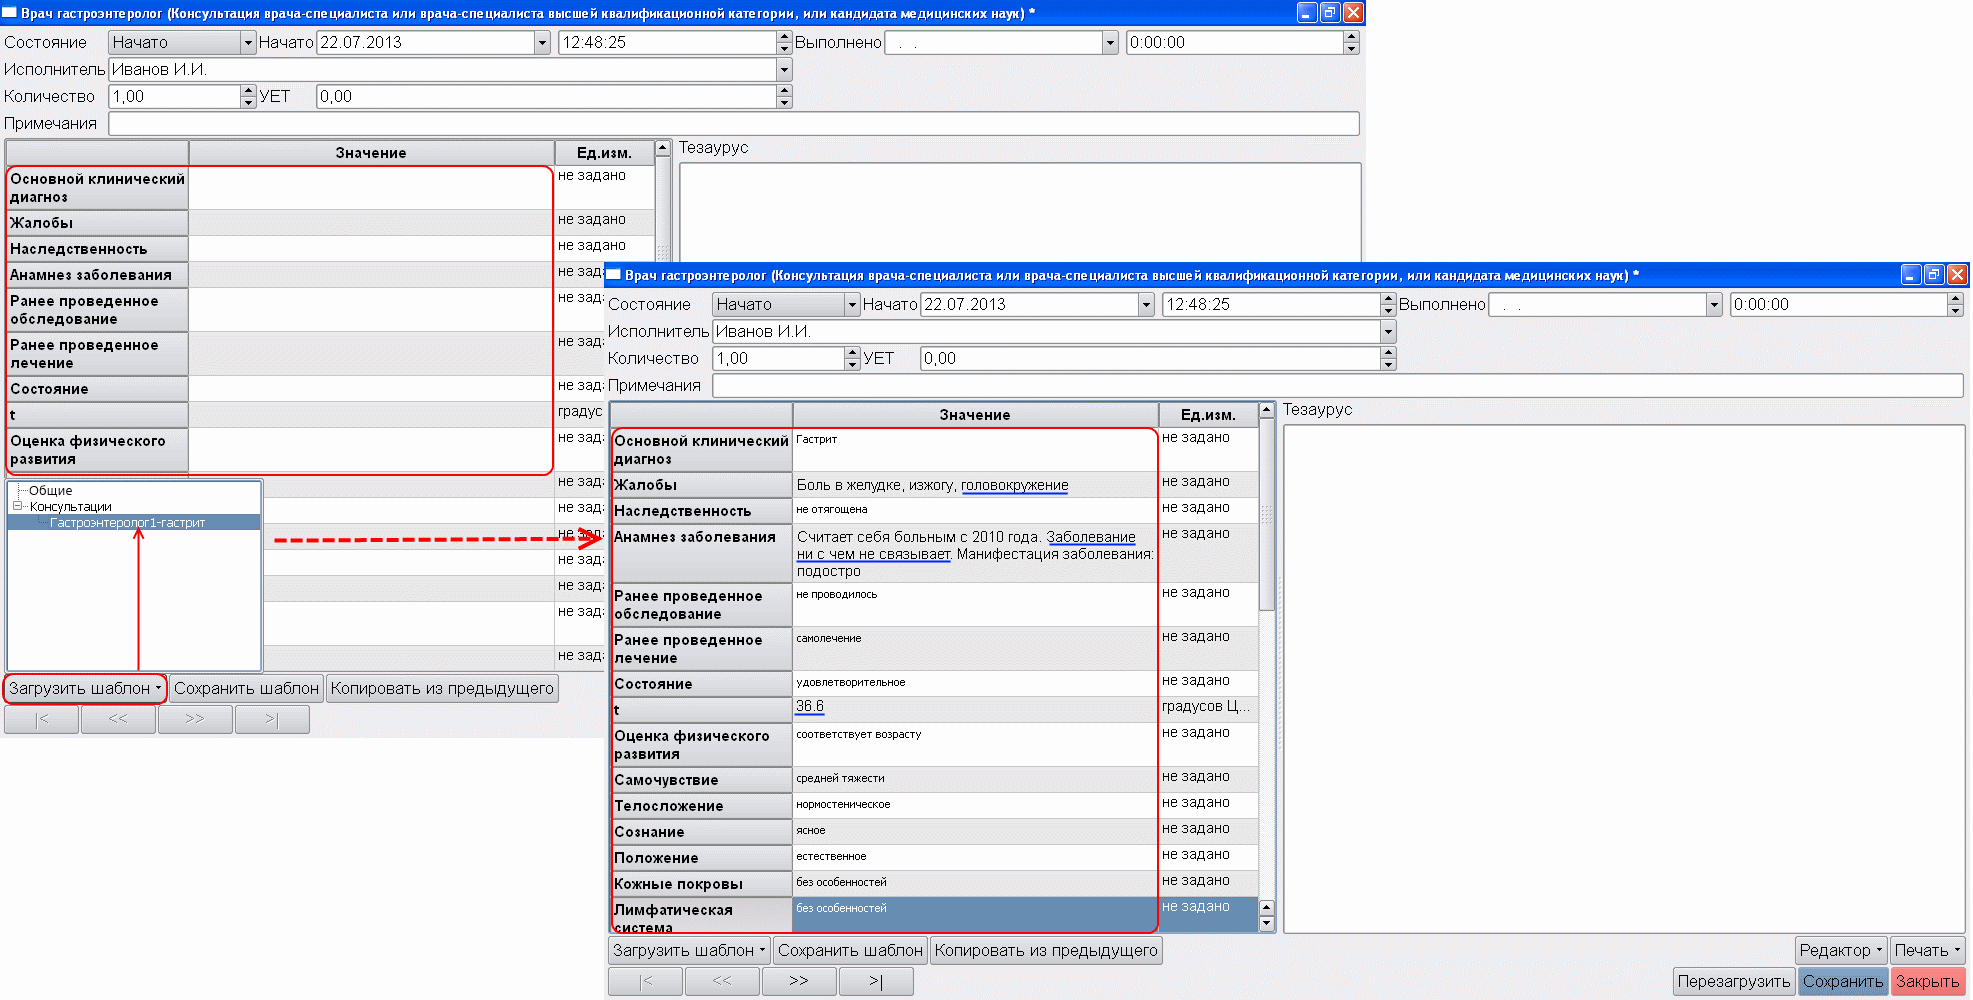 Врач гастроэнтеролог (Консультация врача-специалиста или врача-специалиста высшей квалификационной категории, или кандидата медицинских наук) *
Состояние Начато Начато 22.07.2013 12:48:25 Выполнено . . 0:00:00
Исполнитель Иванов И.И.
Количество 1,00 УЕТ 0,00
Примечания
Значение Ед.изм. Тезаурус
Основной клинический не задано
диагноз
Жалобы не задано
Наследственность не задано
Анамнез заболевания не зада
Ранее проведенное не зада
обследование
Ранее проведенное не зада
лечение
Состояние не зада
t градус
Оценка физического не зада
развития
не зада
Общие
Консультации не зада
Гастроэнтеролог1-гастрит
не зада
не зада
не зада
не зада
не зада
Загрузить шаблон Сохранить шаблон Копировать из предыдущего
|< << >> >|
Врач гастроэнтеролог (Консультация врача-специалиста или врача-специалиста высшей квалификационной категории, или кандидата медицинских наук) *
Состояние Начато Начато 22.07.2013 12:48:25 Выполнено . . 0:00:00
Исполнитель Иванов И.И.
Количество 1,00 УЕТ 0,00
Примечания
Значение Ед.изм. Тезаурус
Основной клинический Гастрит не задано
диагноз
Жалобы Боль в желудке, изжогу, головокружение не задано
Наследственность не отягощена не задано
Анамнез заболевания Считает себя больным с 2010 года. Заболевание не задано
ни с чем не связывает. Манифестация заболевания:
подостро
Ранее проведенное не проводилось не задано
обследование
Ранее проведенное самолечение не задано
лечение
Состояние удовлетворительное не задано
t 36.6 градусов Ц...
Оценка физического соответствует возрасту не задано
развития
Самочувствие средней тяжести не задано
Телосложение нормостеническое не задано
Сознание ясное не задано
Положение естественное не задано
Кожные покровы без особенностей не задано
Лимфатическая без особенностей не задано
система
Загрузить шаблон Сохранить шаблон Копировать из предыдущего Редактор Печать
|< << >> >| Перезагрузить Сохранить Закрыть